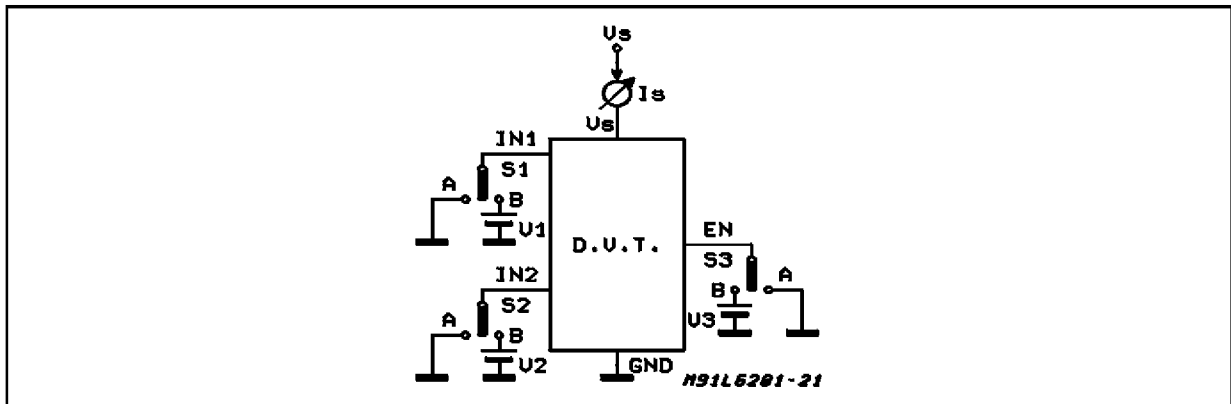 Vs
Is
Vs
IN1
S1
A
B
V1
D.U.T.
EN
S3
B
A
V3
IN2
S2
A
B
V2
GND
M91L6201-21